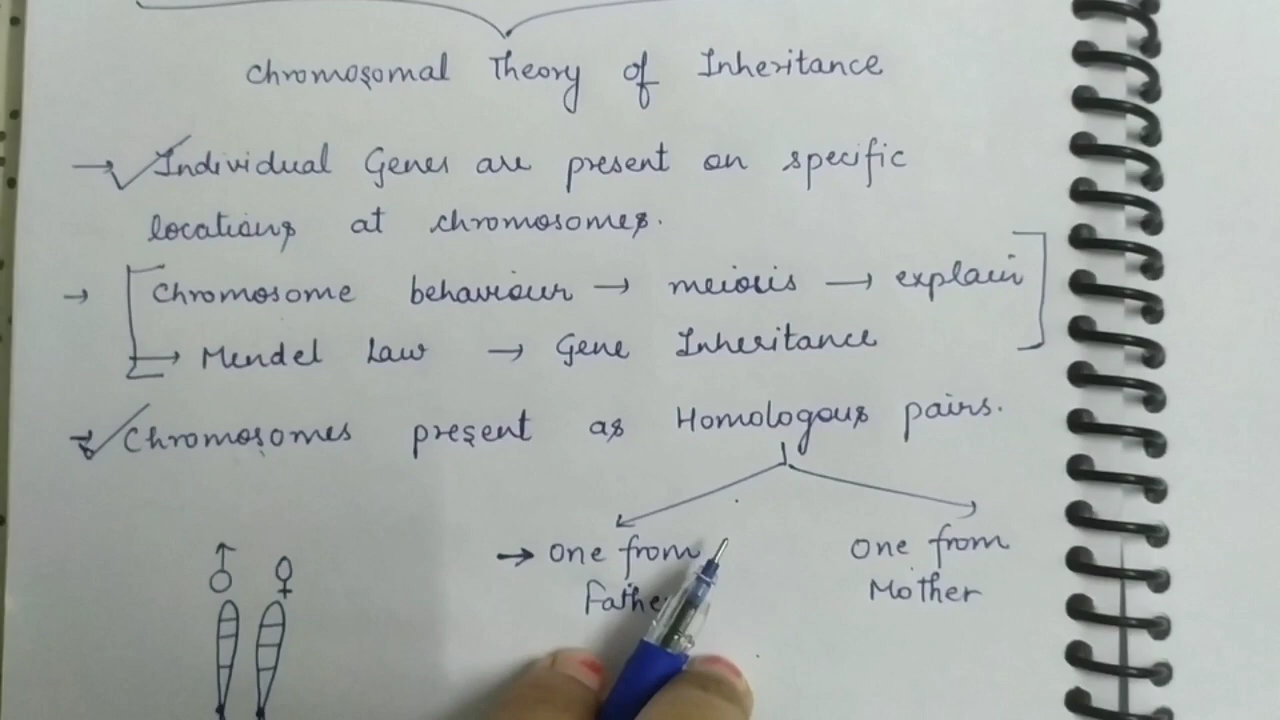 Chromosomal Theory of Inheritance
→ Individual Genes are present on specific
locations at chromosomes.
→ Chromosome behaviour → meiosis → explain
→ Mendel Law → Gene Inheritance
Chromosomes present as Homologous pairs.
→ One from
Father
One from
Mother
♂ ♀